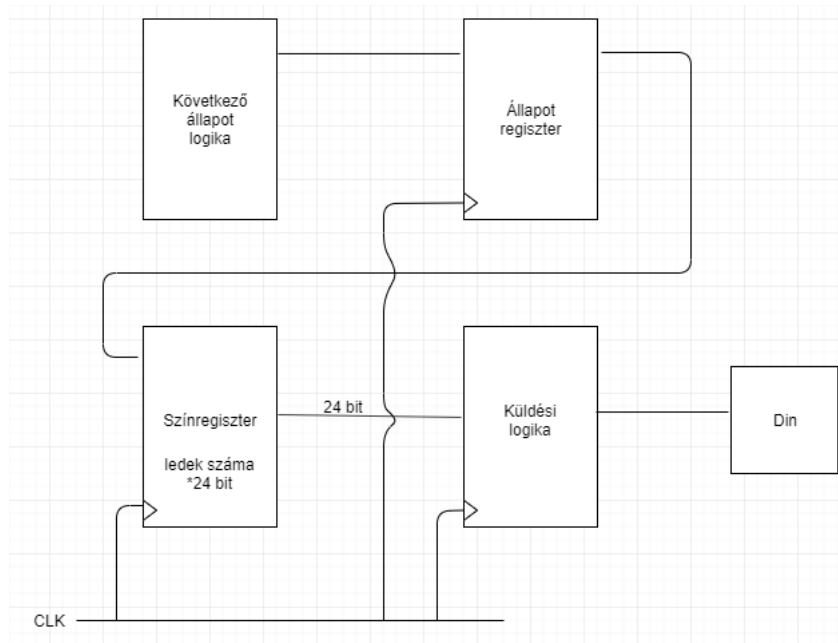 Következő
állapot
logika
Állapot
regiszter
Színregiszter
ledek száma
*24 bit
24 bit
Küldési
logika
Din
CLK